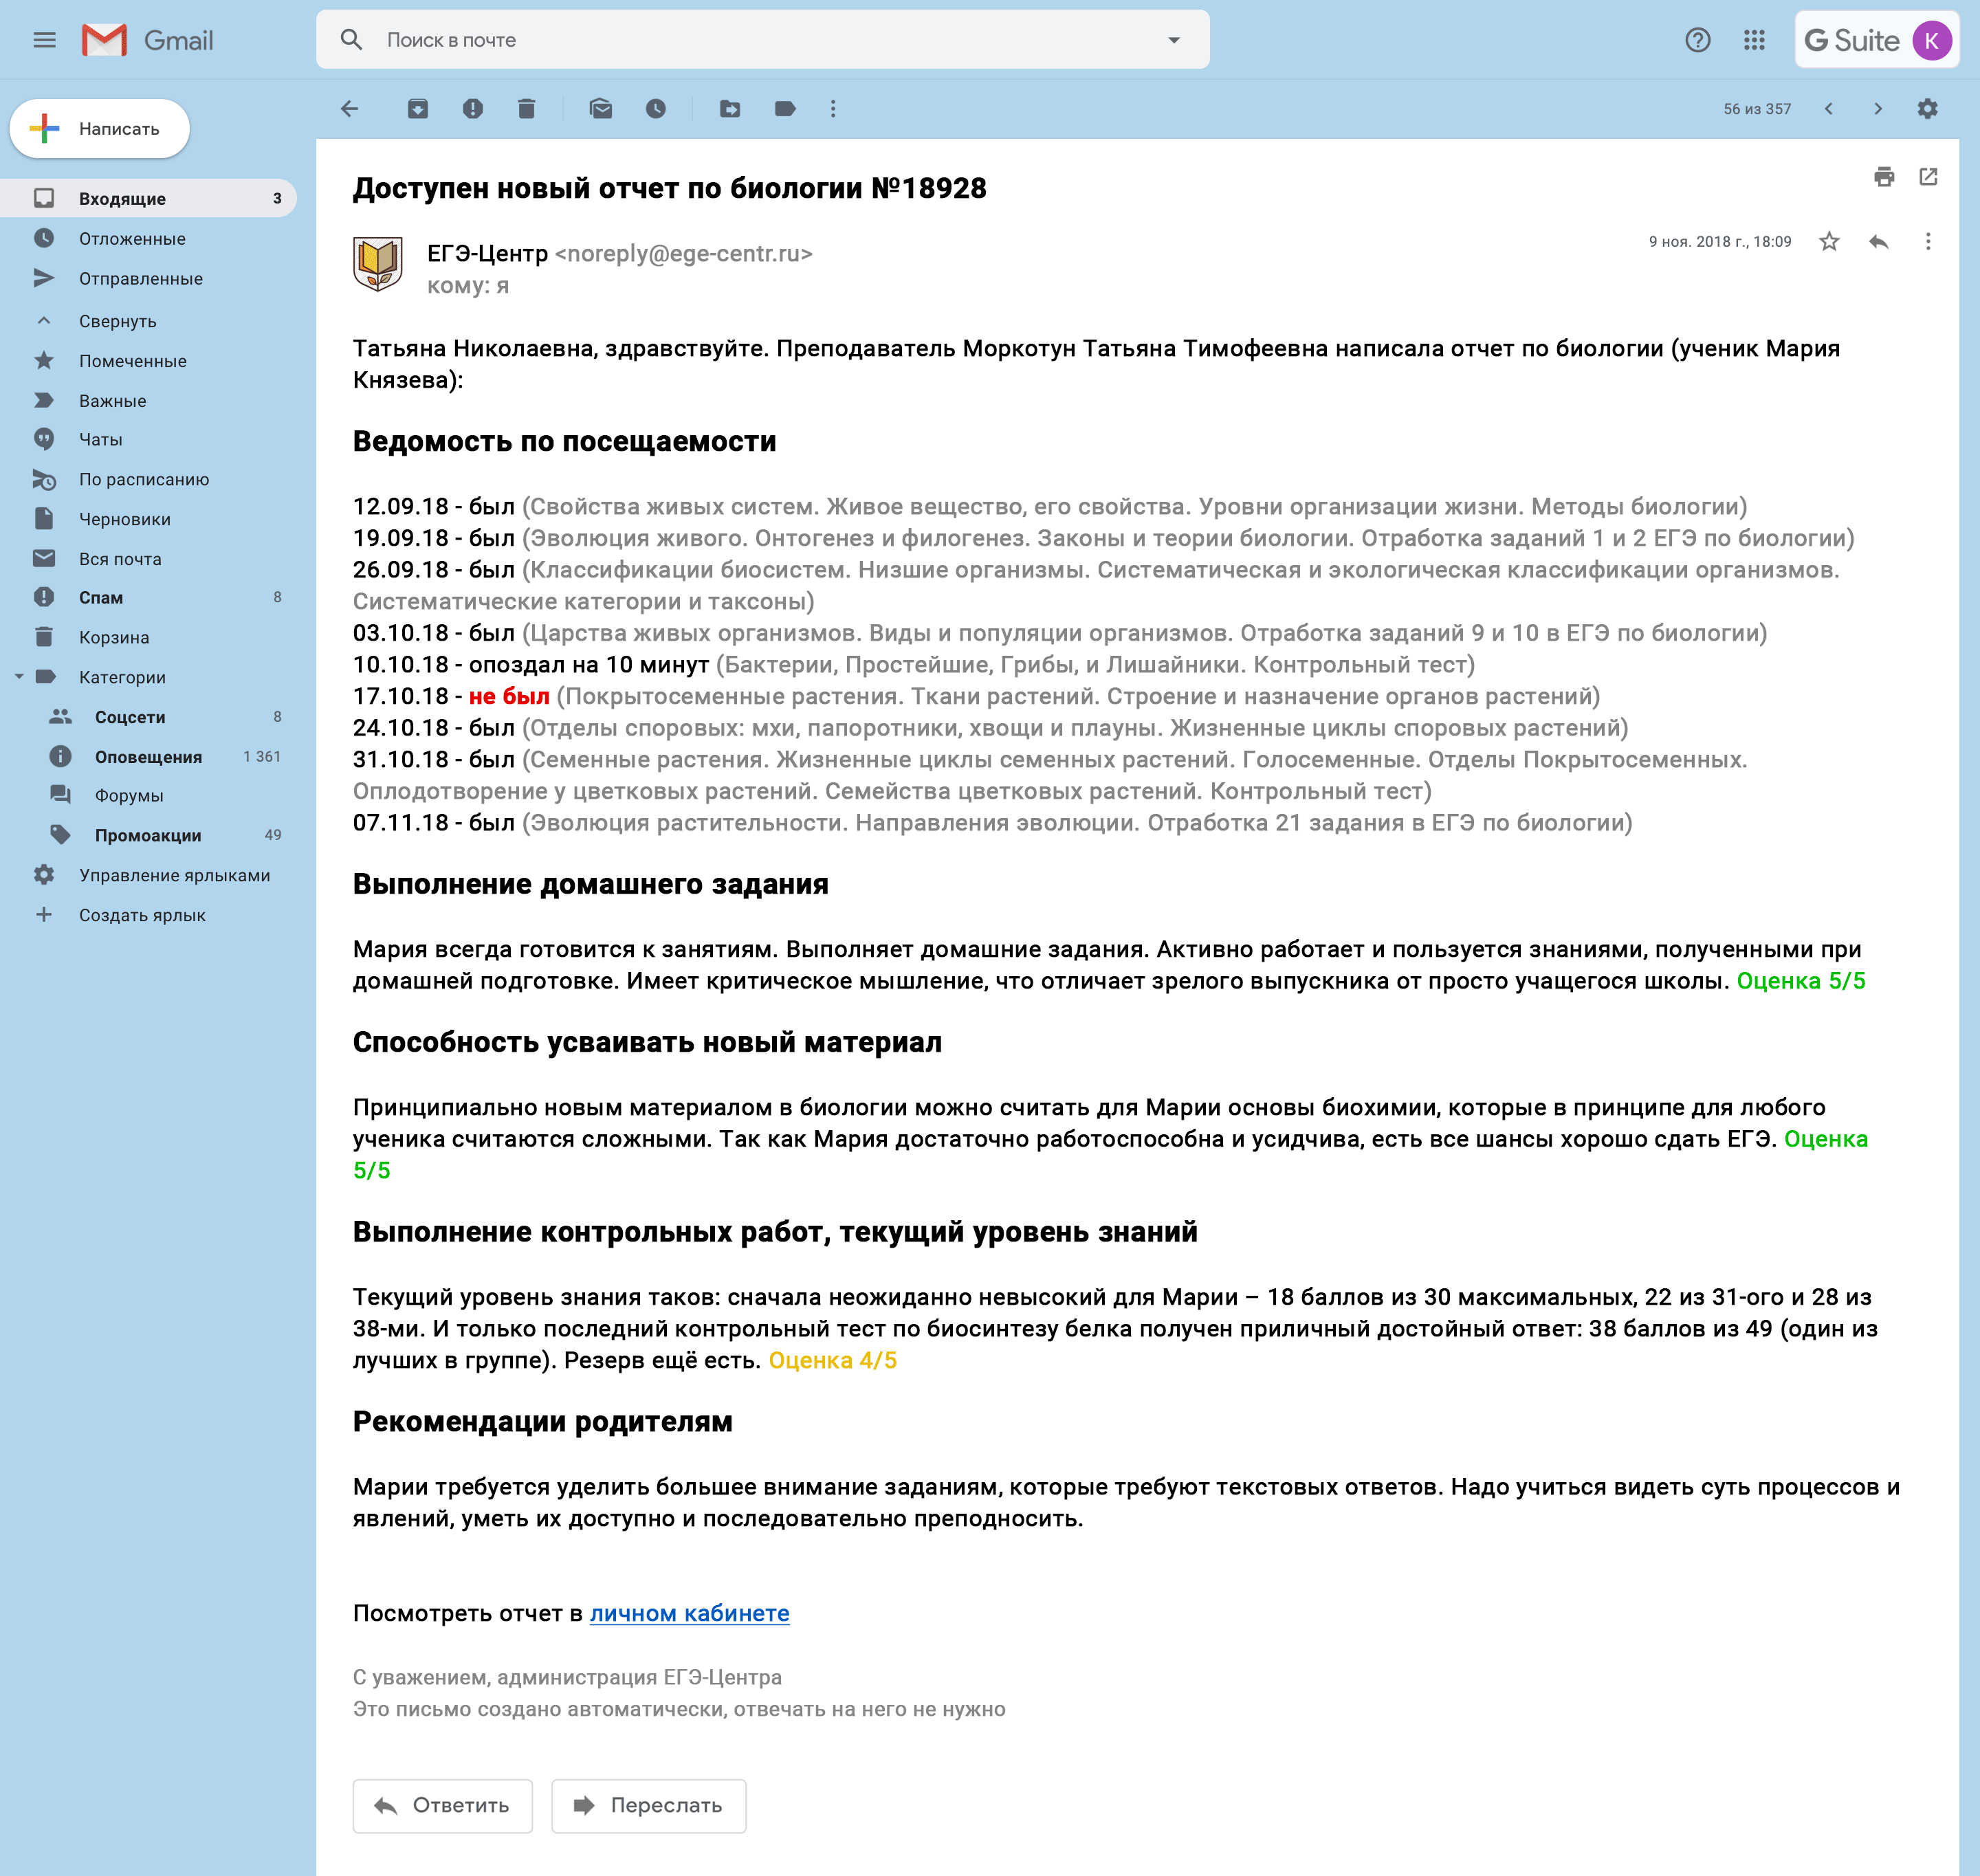 Gmail
Поиск в почте
G Suite
K
Написать
56 из 357
Входящие 3
Отложенные
Отправленные
Свернуть
Помеченные
Важные
Чаты
По расписанию
Черновики
Вся почта
Спам 8
Корзина
Категории
Соцсети 8
Оповещения 1 361
Форумы
Промоакции 49
Управление ярлыками
Создать ярлык
Доступен новый отчет по биологии №18928
ЕГЭ-Центр <noreply@ege-centr.ru>
9 ноя. 2018 г., 18:09
кому: я
Татьяна Николаевна, здравствуйте. Преподаватель Моркотун Татьяна Тимофеевна написала отчет по биологии (ученик Мария
Князева):
Ведомость по посещаемости
12.09.18 - был (Свойства живых систем. Живое вещество, его свойства. Уровни организации жизни. Методы биологии)
19.09.18 - был (Эволюция живого. Онтогенез и филогенез. Законы и теории биологии. Отработка заданий 1 и 2 ЕГЭ по биологии)
26.09.18 - был (Классификации биосистем. Низшие организмы. Систематическая и экологическая классификации организмов.
Систематические категории и таксоны)
03.10.18 - был (Царства живых организмов. Виды и популяции организмов. Отработка заданий 9 и 10 в ЕГЭ по биологии)
10.10.18 - опоздал на 10 минут (Бактерии, Простейшие, Грибы, и Лишайники. Контрольный тест)
17.10.18 - не был (Покрытосеменные растения. Ткани растений. Строение и назначение органов растений)
24.10.18 - был (Отделы споровых: мхи, папоротники, хвощи и плауны. Жизненные циклы споровых растений)
31.10.18 - был (Семенные растения. Жизненные циклы семенных растений. Голосеменные. Отделы Покрытосеменных.
Оплодотворение у цветковых растений. Семейства цветковых растений. Контрольный тест)
07.11.18 - был (Эволюция растительности. Направления эволюции. Отработка 21 задания в ЕГЭ по биологии)
Выполнение домашнего задания
Мария всегда готовится к занятиям. Выполняет домашние задания. Активно работает и пользуется знаниями, полученными при
домашней подготовке. Имеет критическое мышление, что отличает зрелого выпускника от просто учащегося школы. Оценка 5/5
Способность усваивать новый материал
Принципиально новым материалом в биологии можно считать для Марии основы биохимии, которые в принципе для любого
ученика считаются сложными. Так как Мария достаточно работоспособна и усидчива, есть все шансы хорошо сдать ЕГЭ. Оценка
5/5
Выполнение контрольных работ, текущий уровень знаний
Текущий уровень знания таков: сначала неожиданно невысокий для Марии – 18 баллов из 30 максимальных, 22 из 31-ого и 28 из
38-ми. И только последний контрольный тест по биосинтезу белка получен приличный достойный ответ: 38 баллов из 49 (один из
лучших в группе). Резерв ещё есть. Оценка 4/5
Рекомендации родителям
Марии требуется уделить большее внимание заданиям, которые требуют текстовых ответов. Надо учиться видеть суть процессов и
явлений, уметь их доступно и последовательно преподносить.
Посмотреть отчет в личном кабинете
С уважением, администрация ЕГЭ-Центра
Это письмо создано автоматически, отвечать на него не нужно
Ответить
Переслать